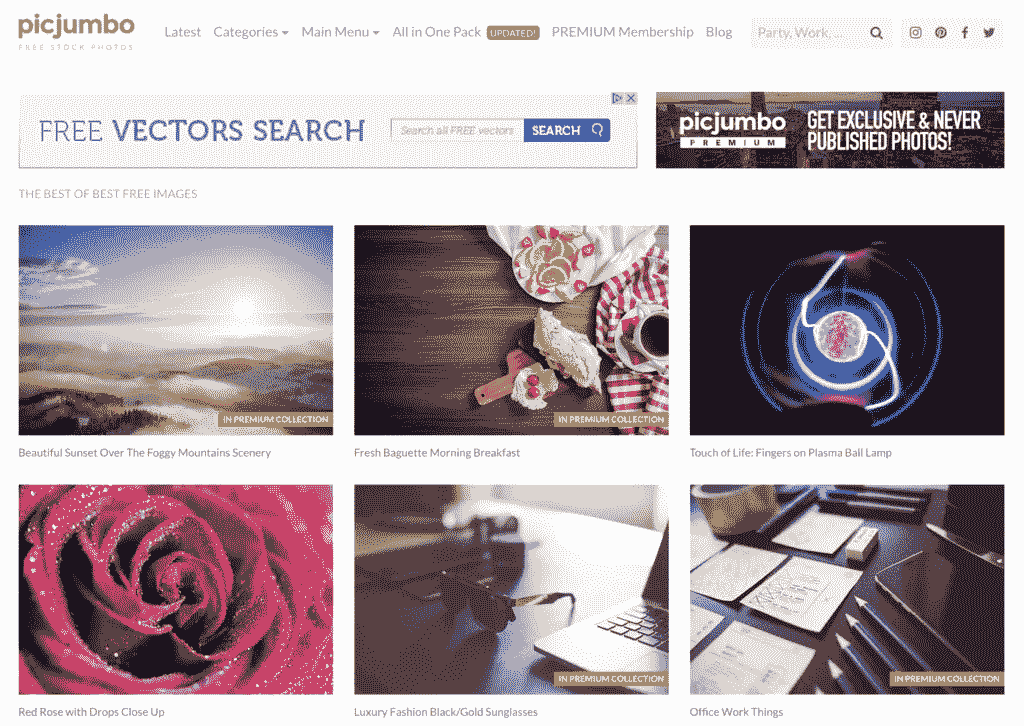 picjumbo
FREE STOCK PHOTOS
Latest Categories Main Menu All in One Pack UPDATED! PREMIUM Membership Blog
Party, Work, ...
FREE VECTORS SEARCH
Search all FREE vectors
SEARCH
picjumbo
PREMIUM
GET EXCLUSIVE & NEVER
PUBLISHED PHOTOS!
THE BEST OF BEST FREE IMAGES
IN PREMIUM COLLECTION
IN PREMIUM COLLECTION
Beautiful Sunset Over The Foggy Mountains Scenery
Fresh Baguette Morning Breakfast
Touch of Life: Fingers on Plasma Ball Lamp
IN PREMIUM COLLECTION
IN PREMIUM COLLECTION
Red Rose with Drops Close Up
Luxury Fashion Black/Gold Sunglasses
Office Work Things